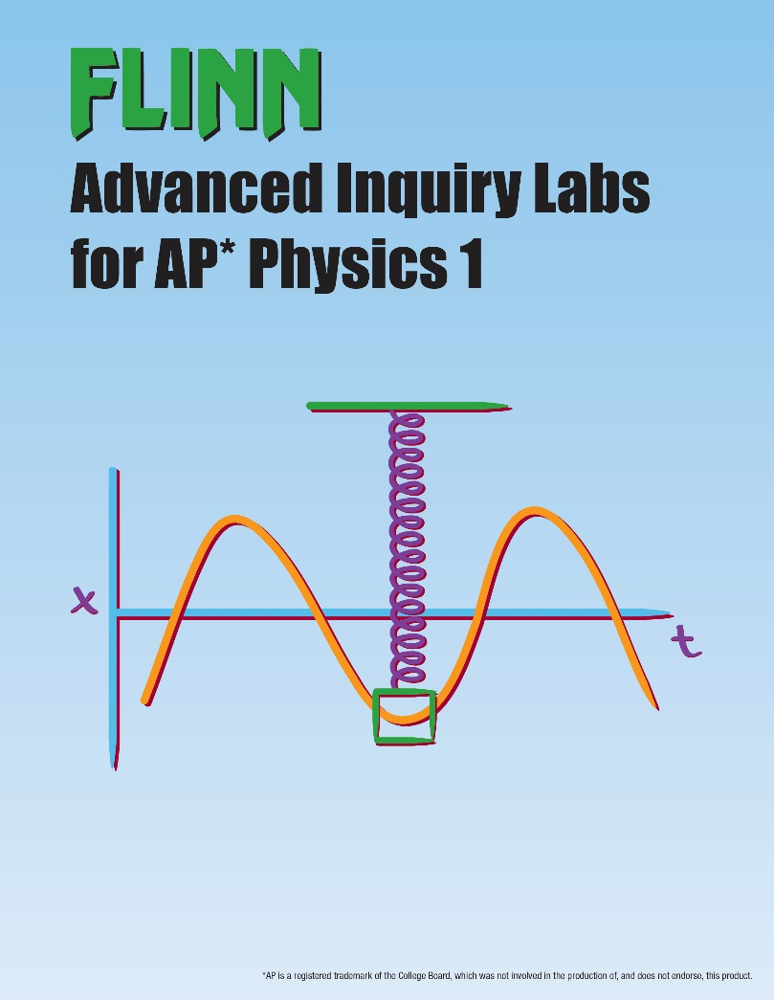 FLINN
Advanced Inquiry Labs
for AP* Physics 1
x
t
*AP is a registered trademark of the College Board, which was not involved in the production of, and does not endorse, this product.